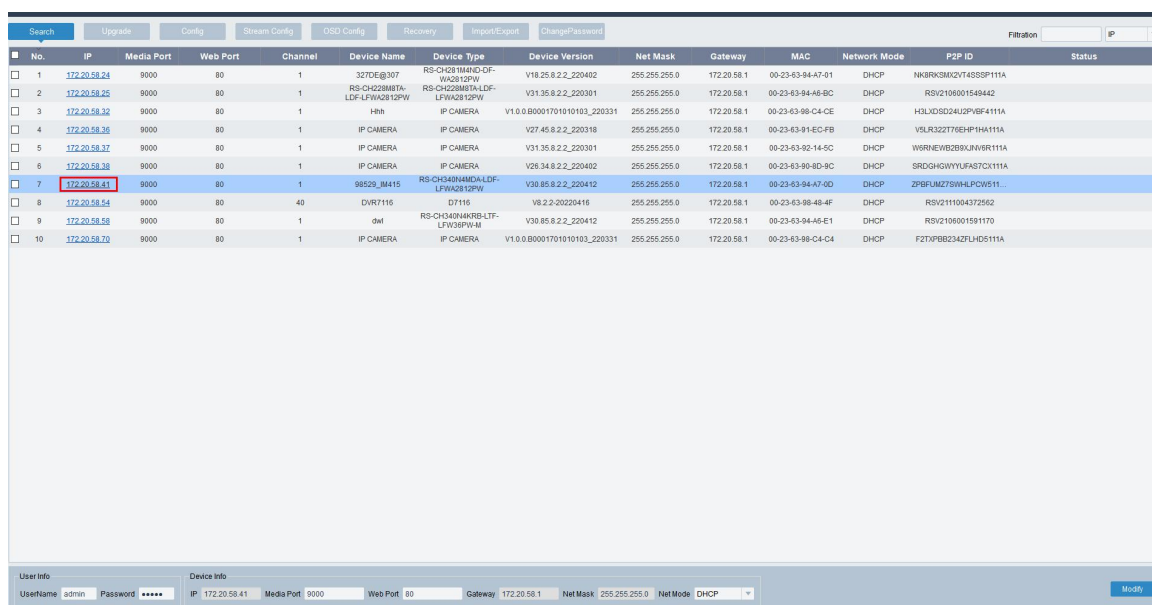 Search Upgrade Config Stream Config OSD Config Recovery Import/Export ChangePassword Filtration IP
No. IP Media Port Web Port Channel Device Name Device Type Device Version Net Mask Gateway MAC Network Mode P2P ID Status
1 172.20.58.24 9000 80 1 327DE@307 RS-CH281M4ND-DF-WA2812PW V18.25.8.2.2_220402 255.255.255.0 172.20.58.1 00-23-63-94-A7-01 DHCP NK8RKSMX2VT4SSSP111A
2 172.20.58.25 9000 80 1 RS-CH228M8TA-LDF-LFWA2812PW RS-CH228M8TA-LDF-LFWA2812PW V31.35.8.2.2_220301 255.255.255.0 172.20.58.1 00-23-63-94-A6-BC DHCP RSV2106001549442
3 172.20.58.32 9000 80 1 Hhh IP CAMERA V1.0.0.B0001701010103_220331 255.255.255.0 172.20.58.1 00-23-63-98-C4-CE DHCP H3LXDSD24U2PVBF4111A
4 172.20.58.36 9000 80 1 IP CAMERA IP CAMERA V27.45.8.2.2_220318 255.255.255.0 172.20.58.1 00-23-63-91-EC-FB DHCP V5LR322T76EHP1HA111A
5 172.20.58.37 9000 80 1 IP CAMERA IP CAMERA V31.35.8.2.2_220301 255.255.255.0 172.20.58.1 00-23-63-92-14-5C DHCP W6RNEWB2B9XJNV6R111A
6 172.20.58.38 9000 80 1 IP CAMERA IP CAMERA V26.34.8.2.2_220402 255.255.255.0 172.20.58.1 00-23-63-90-8D-9C DHCP SRDGHGWYYUFAS7CX111A
7 172.20.58.41 9000 80 1 98529_IM415 RS-CH340N4MDA-LDF-LFWA2812PW V30.85.8.2.2_220412 255.255.255.0 172.20.58.1 00-23-63-94-A7-0D DHCP ZPBFUMZ7SWHLPCW511...
8 172.20.58.54 9000 80 40 DVR7116 D7116 V8.2.2-20220416 255.255.255.0 172.20.58.1 00-23-63-98-48-4F DHCP RSV2111004372562
9 172.20.58.58 9000 80 1 dwl RS-CH340N4KRB-LTF-LFW36PW-M V30.85.8.2.2_220412 255.255.255.0 172.20.58.1 00-23-63-94-A6-E1 DHCP RSV2106001591170
10 172.20.58.70 9000 80 1 IP CAMERA IP CAMERA V1.0.0.B0001701010103_220331 255.255.255.0 172.20.58.1 00-23-63-98-C4-C4 DHCP F2TXPBB234ZFLHD5111A
User Info Device Info
UserName admin Password ●●●●● IP 172.20.58.41 Media Port 9000 Web Port 80 Gateway 172.20.58.1 Net Mask 255.255.255.0 Net Mode DHCP Modify